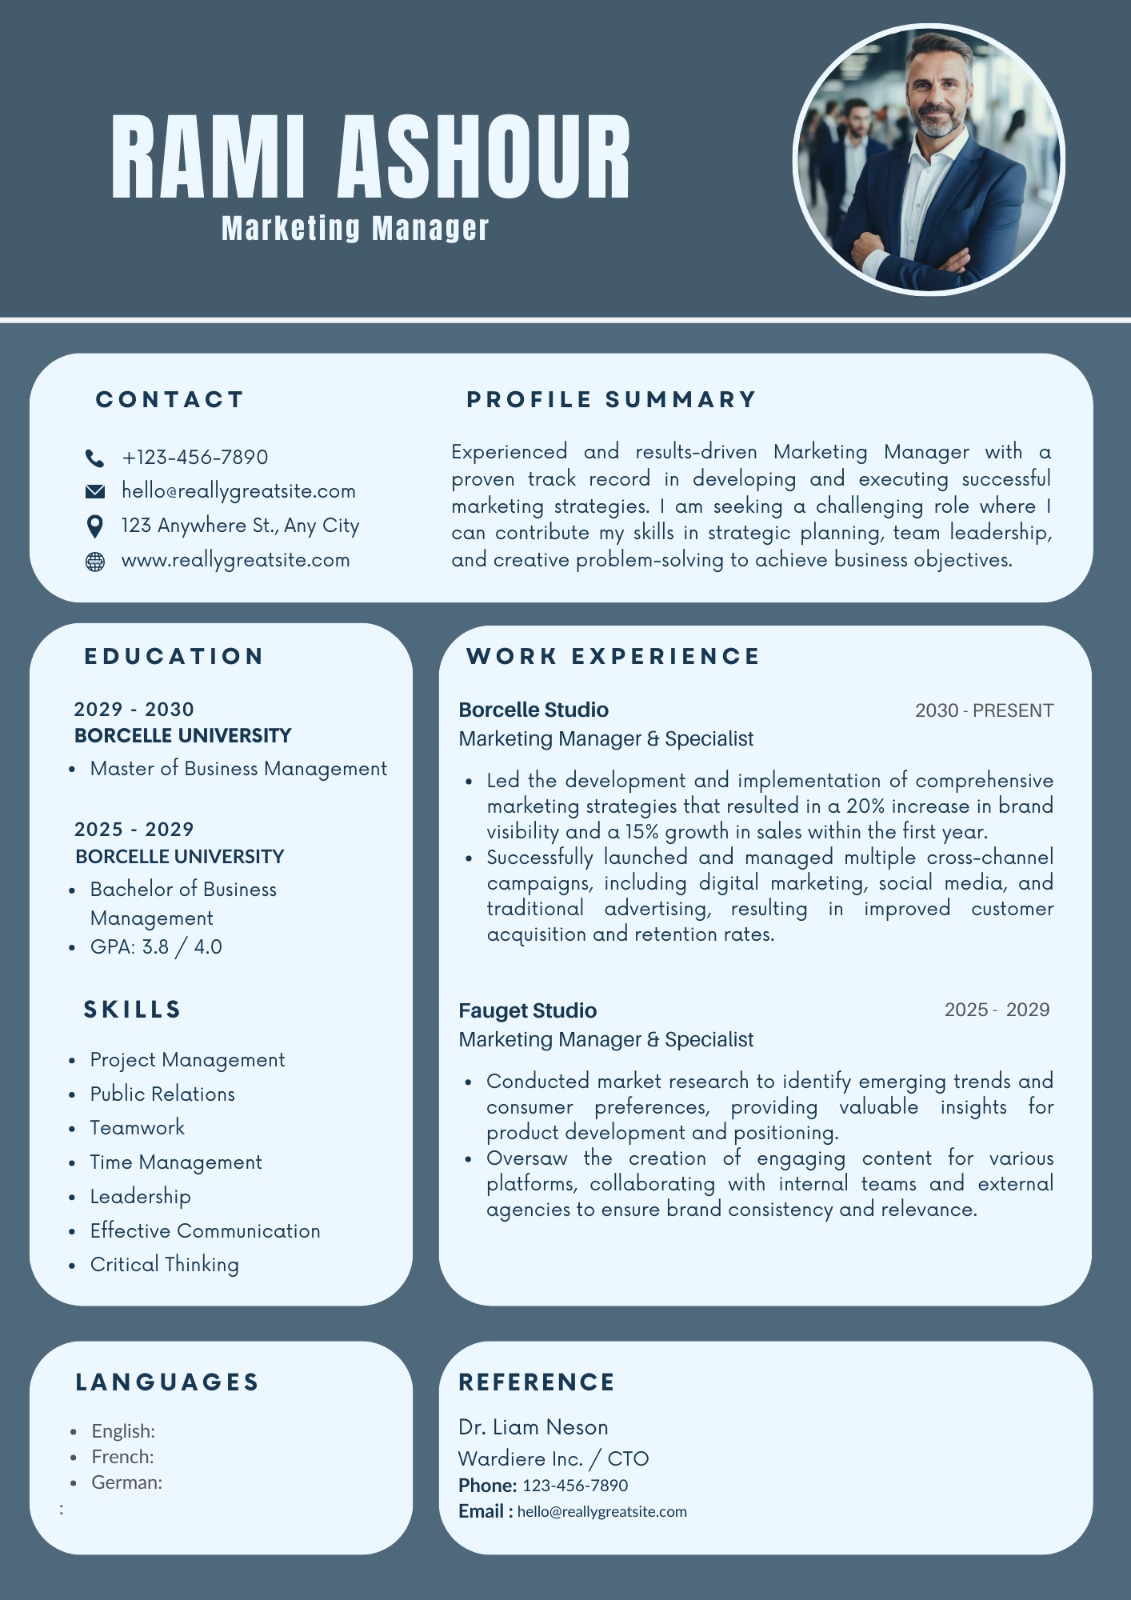 RAMI ASHOUR
Marketing Manager
CONTACT
+123-456-7890
hello@reallygreatsite.com
123 Anywhere St., Any City
www.reallygreatsite.com
PROFILE SUMMARY
Experienced and results-driven Marketing Manager with a
proven track record in developing and executing successful
marketing strategies. I am seeking a challenging role where I
can contribute my skills in strategic planning, team leadership,
and creative problem-solving to achieve business objectives.
EDUCATION
2029 - 2030
BORCELLE UNIVERSITY
• Master of Business Management
2025 - 2029
BORCELLE UNIVERSITY
• Bachelor of Business
Management
• GPA: 3.8 / 4.0
SKILLS
• Project Management
• Public Relations
• Teamwork
• Time Management
• Leadership
• Effective Communication
• Critical Thinking
WORK EXPERIENCE
Borcelle Studio 2030 - PRESENT
Marketing Manager & Specialist
• Led the development and implementation of comprehensive
marketing strategies that resulted in a 20% increase in brand
visibility and a 15% growth in sales within the first year.
• Successfully launched and managed multiple cross-channel
campaigns, including digital marketing, social media, and
traditional advertising, resulting in improved customer
acquisition and retention rates.
Fauget Studio 2025 - 2029
Marketing Manager & Specialist
• Conducted market research to identify emerging trends and
consumer preferences, providing valuable insights for
product development and positioning.
• Oversaw the creation of engaging content for various
platforms, collaborating with internal teams and external
agencies to ensure brand consistency and relevance.
LANGUAGES
• English:
• French:
• German:
:
REFERENCE
Dr. Liam Neson
Wardiere Inc. / CTO
Phone: 123-456-7890
Email : hello@reallygreatsite.com